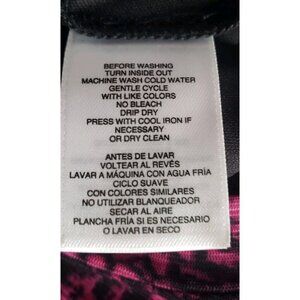 BEFORE WASHING
TURN INSIDE OUT
MACHINE WASH COLD WATER
GENTLE CYCLE
WITH LIKE COLORS
NO BLEACH
DRIP DRY
PRESS WITH COOL IRON IF
NECESSARY
OR DRY CLEAN
ANTES DE LAVAR
VOLTEAR AL REVÉS
LAVAR A MÁQUINA CON AGUA FRÍA
CICLO SUAVE
CON COLORES SIMILARES
NO UTILIZAR BLANQUEADOR
SECAR AL AIRE
PLANCHA FRÍA SI ES NECESARIO
O LAVAR EN SECO